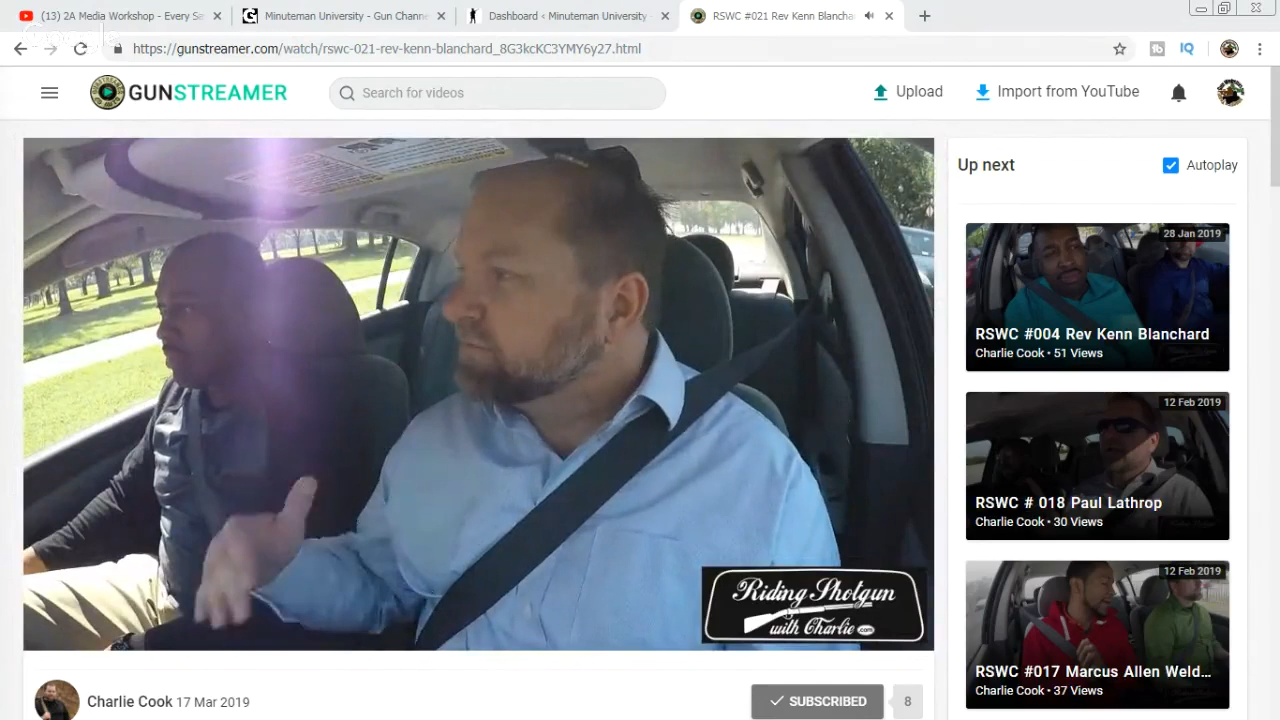 (13) 2A Media Workshop - Every Si
Minuteman University - Gun Channe
Dashboard ‹ Minuteman University -
RSWC #021 Rev Kenn Blancha
Google
https://gunstreamer.com/watch/rswc-021-rev-kenn-blanchard_8G3kcKC3YMY6y27.html
GUNSTREAMER
Search for videos
Upload
Import from YouTube
Up next
Autoplay
28 Jan 2019
RSWC #004 Rev Kenn Blanchard
Charlie Cook • 51 Views
12 Feb 2019
RSWC # 018 Paul Lathrop
Charlie Cook • 30 Views
12 Feb 2019
RSWC #017 Marcus Allen Weld...
Charlie Cook • 37 Views
Riding Shotgun
with Charlie.com
Charlie Cook 17 Mar 2019
SUBSCRIBED
8